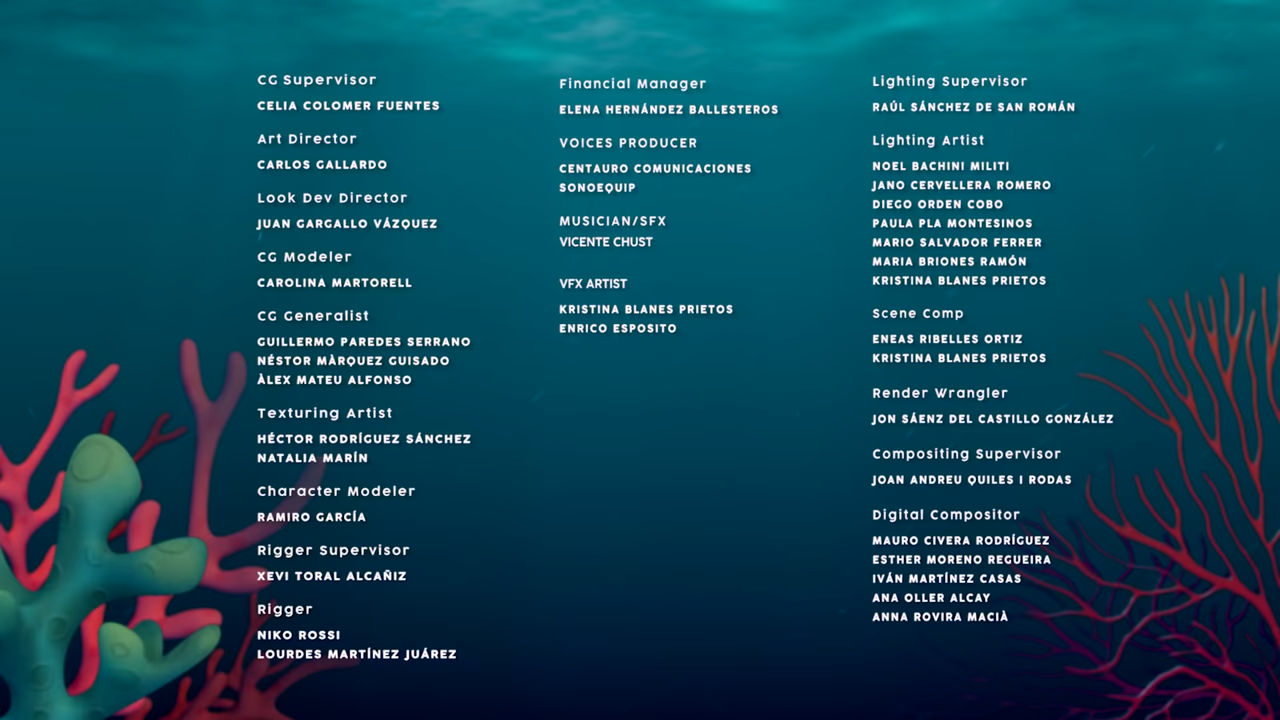 CG Supervisor
CELIA COLOMER FUENTES
Art Director
CARLOS GALLARDO
Look Dev Director
JUAN GARGALLO VÁZQUEZ
CG Modeler
CAROLINA MARTORELL
CG Generalist
GUILLERMO PAREDES SERRANO
NÉSTOR MÀRQUEZ GUISADO
ÀLEX MATEU ALFONSO
Texturing Artist
HÉCTOR RODRÍGUEZ SÁNCHEZ
NATALIA MARÍN
Character Modeler
RAMIRO GARCÍA
Rigger Supervisor
XEVI TORAL ALCAÑIZ
Rigger
NIKO ROSSI
LOURDES MARTÍNEZ JUÁREZ
Financial Manager
ELENA HERNÁNDEZ BALLESTEROS
VOICES PRODUCER
CENTAURO COMUNICACIONES
SONOEQUIP
MUSICIAN/SFX
VICENTE CHUST
VFX ARTIST
KRISTINA BLANES PRIETOS
ENRICO ESPOSITO
Lighting Supervisor
RAÚL SÁNCHEZ DE SAN ROMÁN
Lighting Artist
NOEL BACHINI MILITI
JANO CERVELLERA ROMERO
DIEGO ORDEN COBO
PAULA PLA MONTESINOS
MARIO SALVADOR FERRER
MARIA BRIONES RAMÓN
KRISTINA BLANES PRIETOS
Scene Comp
ENEAS RIBELLES ORTIZ
KRISTINA BLANES PRIETOS
Render Wrangler
JON SÁENZ DEL CASTILLO GONZÁLEZ
Compositing Supervisor
JOAN ANDREU QUILES I RODAS
Digital Compositor
MAURO CIVERA RODRÍGUEZ
ESTHER MORENO REGUEIRA
IVÁN MARTÍNEZ CASAS
ANA OLLER ALCAY
ANNA ROVIRA MACIÀ